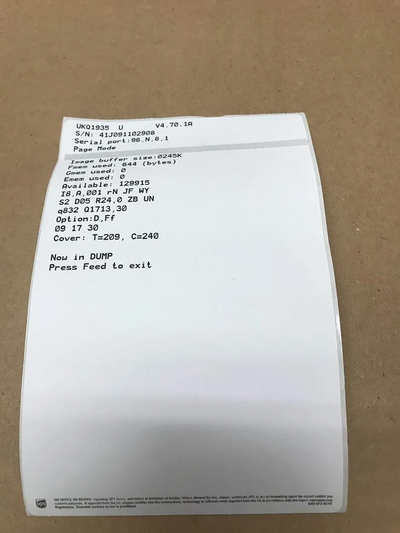 UKQ1935 U V4.70.1A
S/N: 41J091102908
Serial port:96,N,8,1
Page Mode
Image buffer size:0245K
Fmem used: 644 (bytes)
Gmem used: 0
Emem used: 0
Available: 129915
I8,A,001 rN JF WY
S2 D05 R24,0 ZB UN
q832 Q1713,30
Option:D,Ff
09 17 30
Cover: T=209, C=240
Now in DUMP
Press Feed to exit